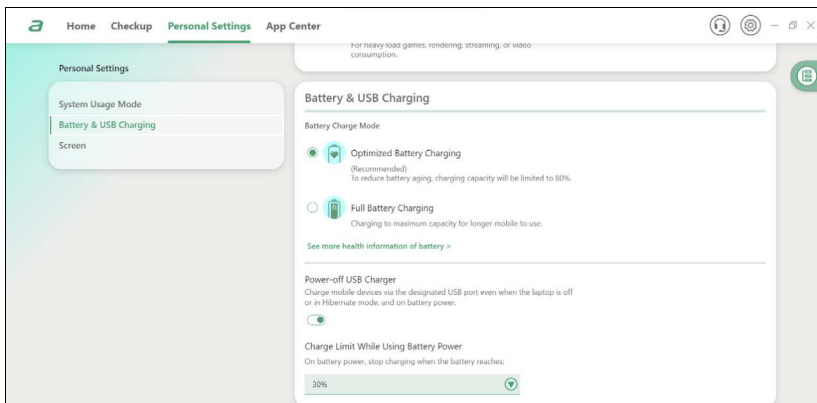 a Home Checkup Personal Settings App Center
For heavy load games, rendering, streaming, or video
consumption.
Personal Settings
System Usage Mode
Battery & USB Charging
Screen
Battery & USB Charging
Battery Charge Mode
Optimized Battery Charging
(Recommended)
To reduce battery aging, charging capacity will be limited to 80%.
Full Battery Charging
Charging to maximum capacity for longer mobile to use.
See more health information of battery >
Power-off USB Charger
Charge mobile devices via the designated USB port even when the laptop is off
or in Hibernate mode, and on battery power.
Charge Limit While Using Battery Power
On battery power, stop charging when the battery reaches:
30%